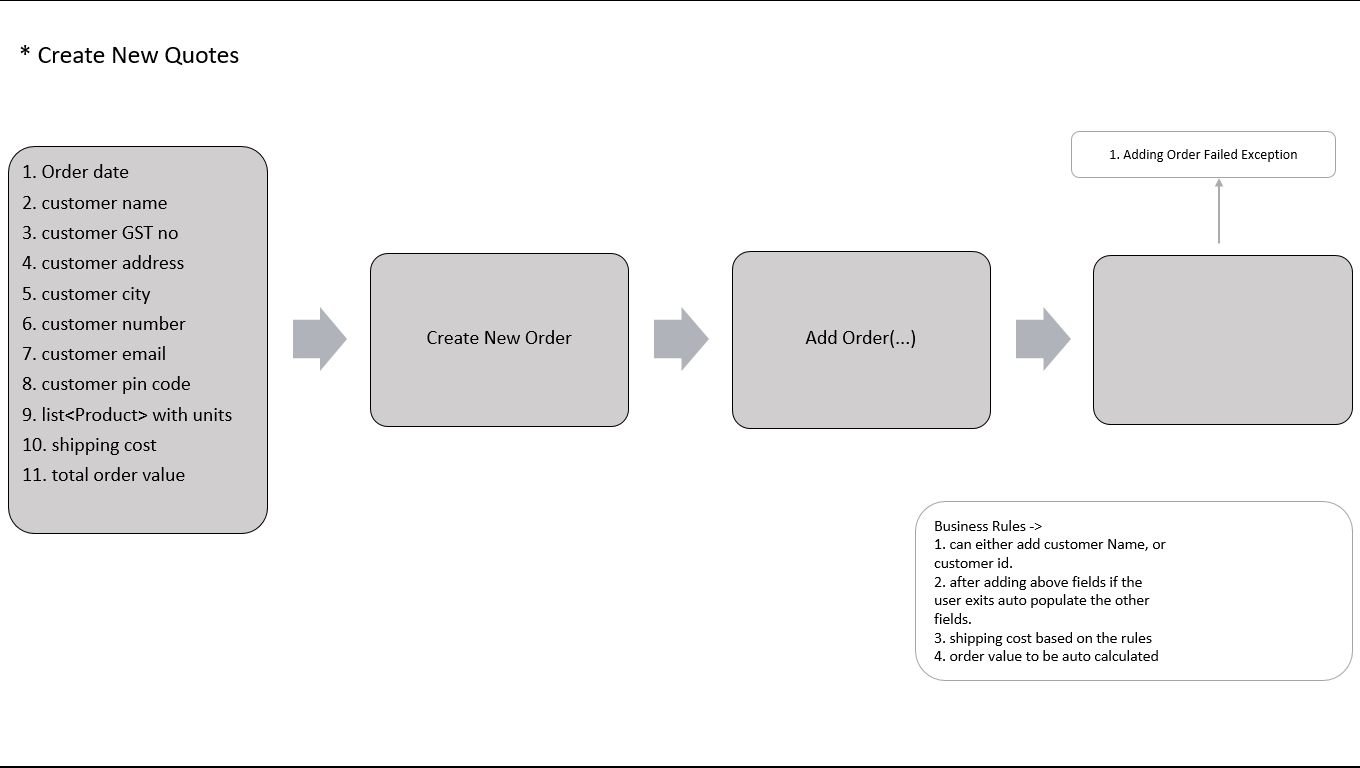 * Create New Quotes
1. Order date
2. customer name
3. customer GST no
4. customer address
5. customer city
6. customer number
7. customer email
8. customer pin code
9. list<Product> with units
10. shipping cost
11. total order value
Create New Order
Add Order(...)
1. Adding Order Failed Exception
Business Rules ->
1. can either add customer Name, or
customer id.
2. after adding above fields if the
user exits auto populate the other
fields.
3. shipping cost based on the rules
4. order value to be auto calculated